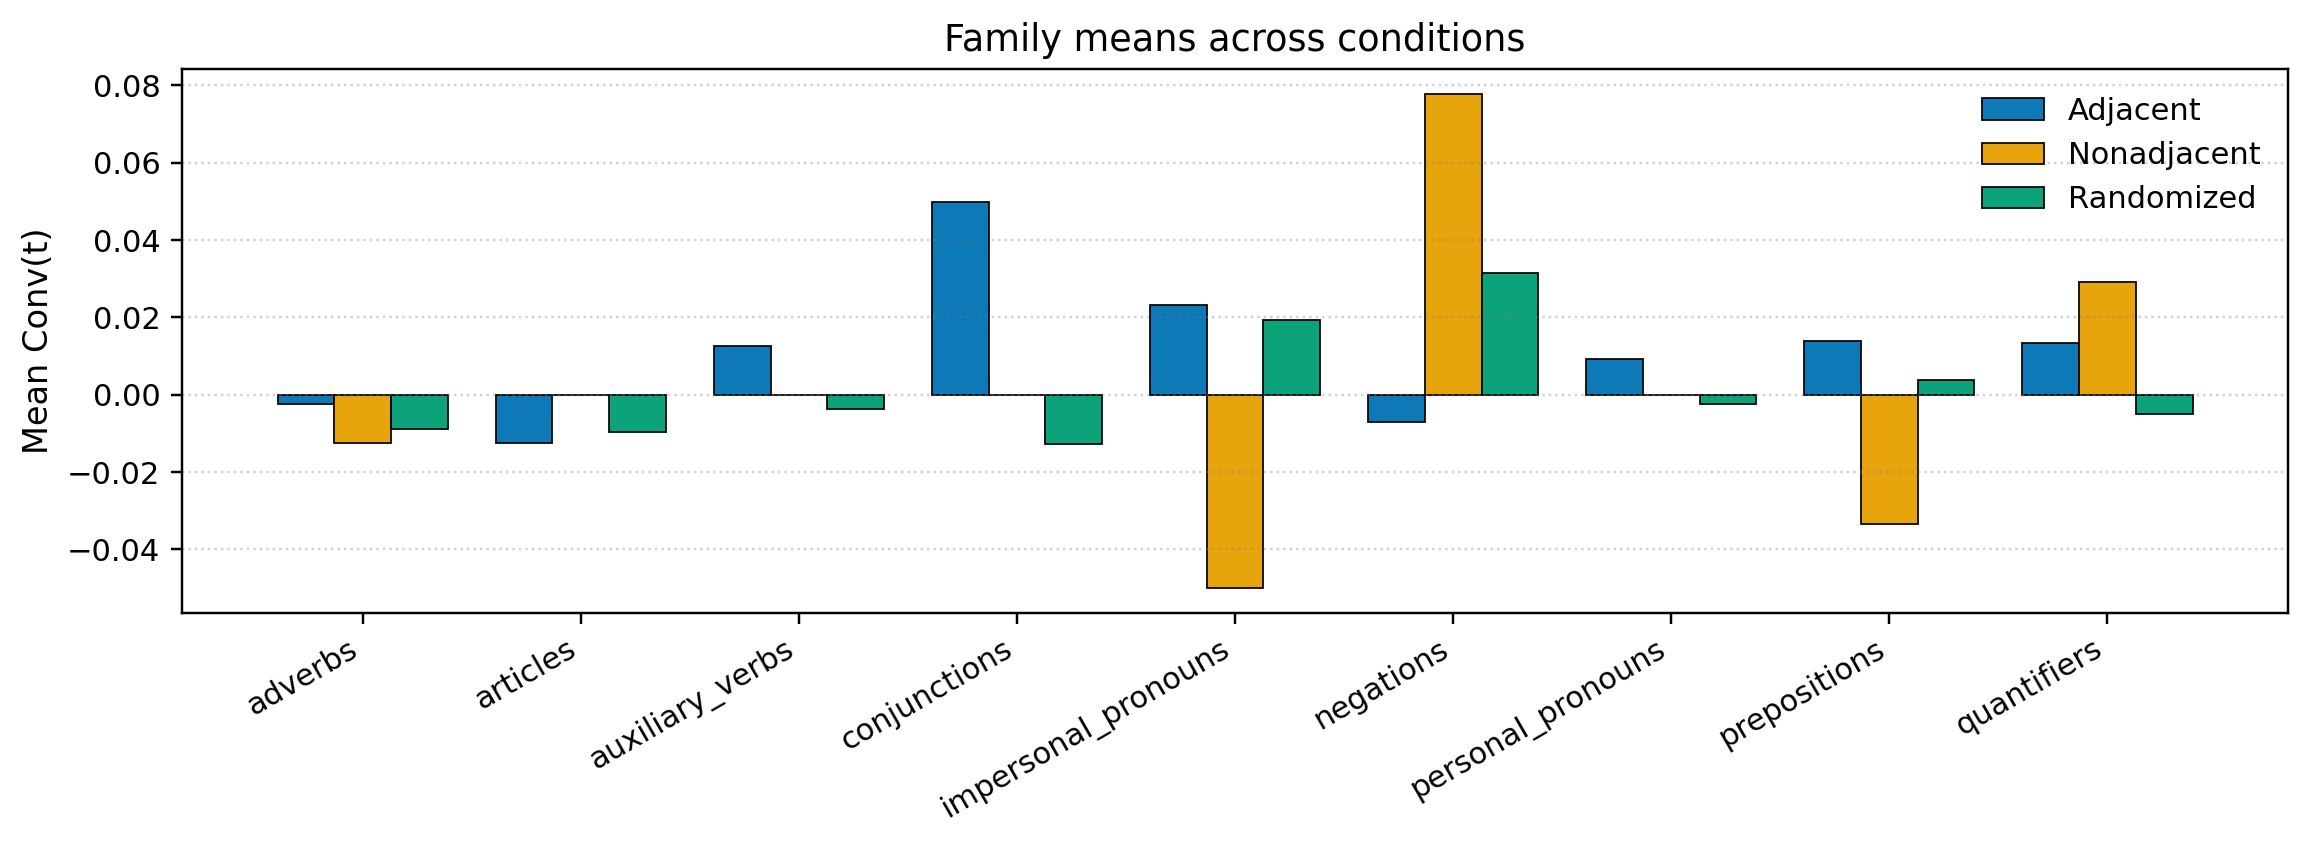 Family means across conditions
Mean Conv(t)
0.08
0.06
0.04
0.02
0.00
−0.02
−0.04
Adjacent
Nonadjacent
Randomized
adverbs
articles
auxiliary_verbs
conjunctions
impersonal_pronouns
negations
personal_pronouns
prepositions
quantifiers